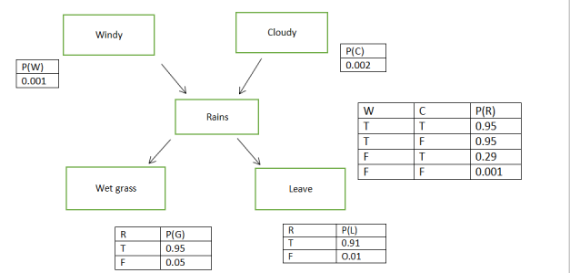 Windy
Cloudy
P(W)
0.001
P(C)
0.002
Rains
W C P(R)
T T 0.95
T F 0.95
F T 0.29
F F 0.001
Wet grass
Leave
R P(G)
T 0.95
F 0.05
R P(L)
T 0.91
F O.01